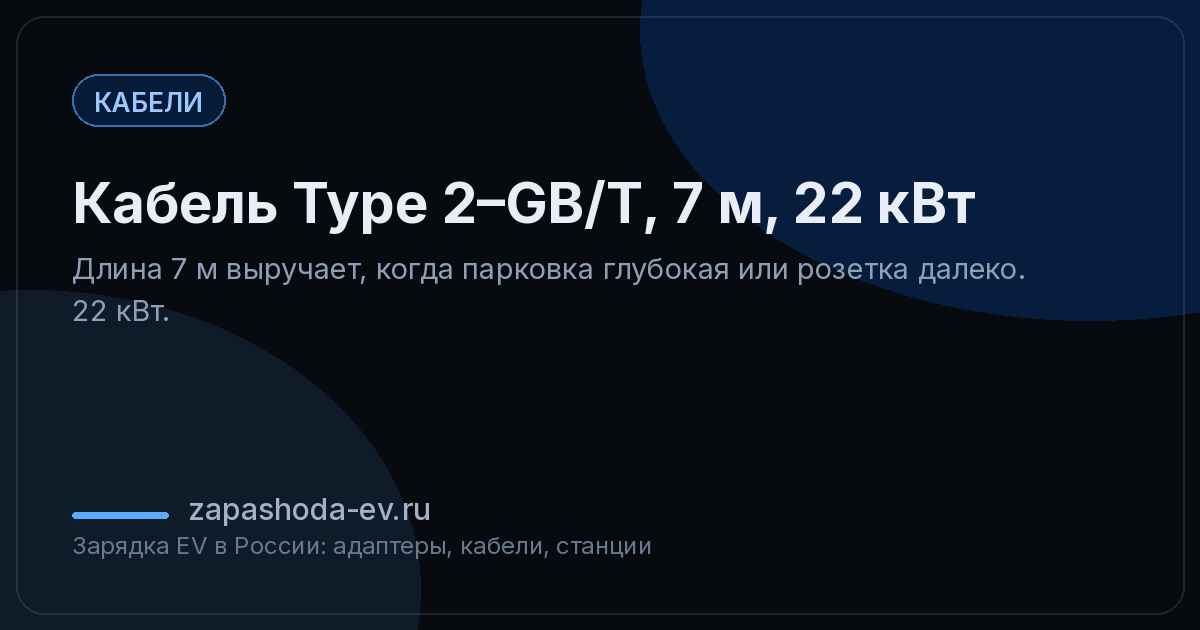 КАБЕЛИ
Кабель Type 2–GB/T, 7 м, 22 кВт
Длина 7 м выручает, когда парковка глубокая или розетка далеко.
22 кВт.
zapashoda-ev.ru
Зарядка EV в России: адаптеры, кабели, станции